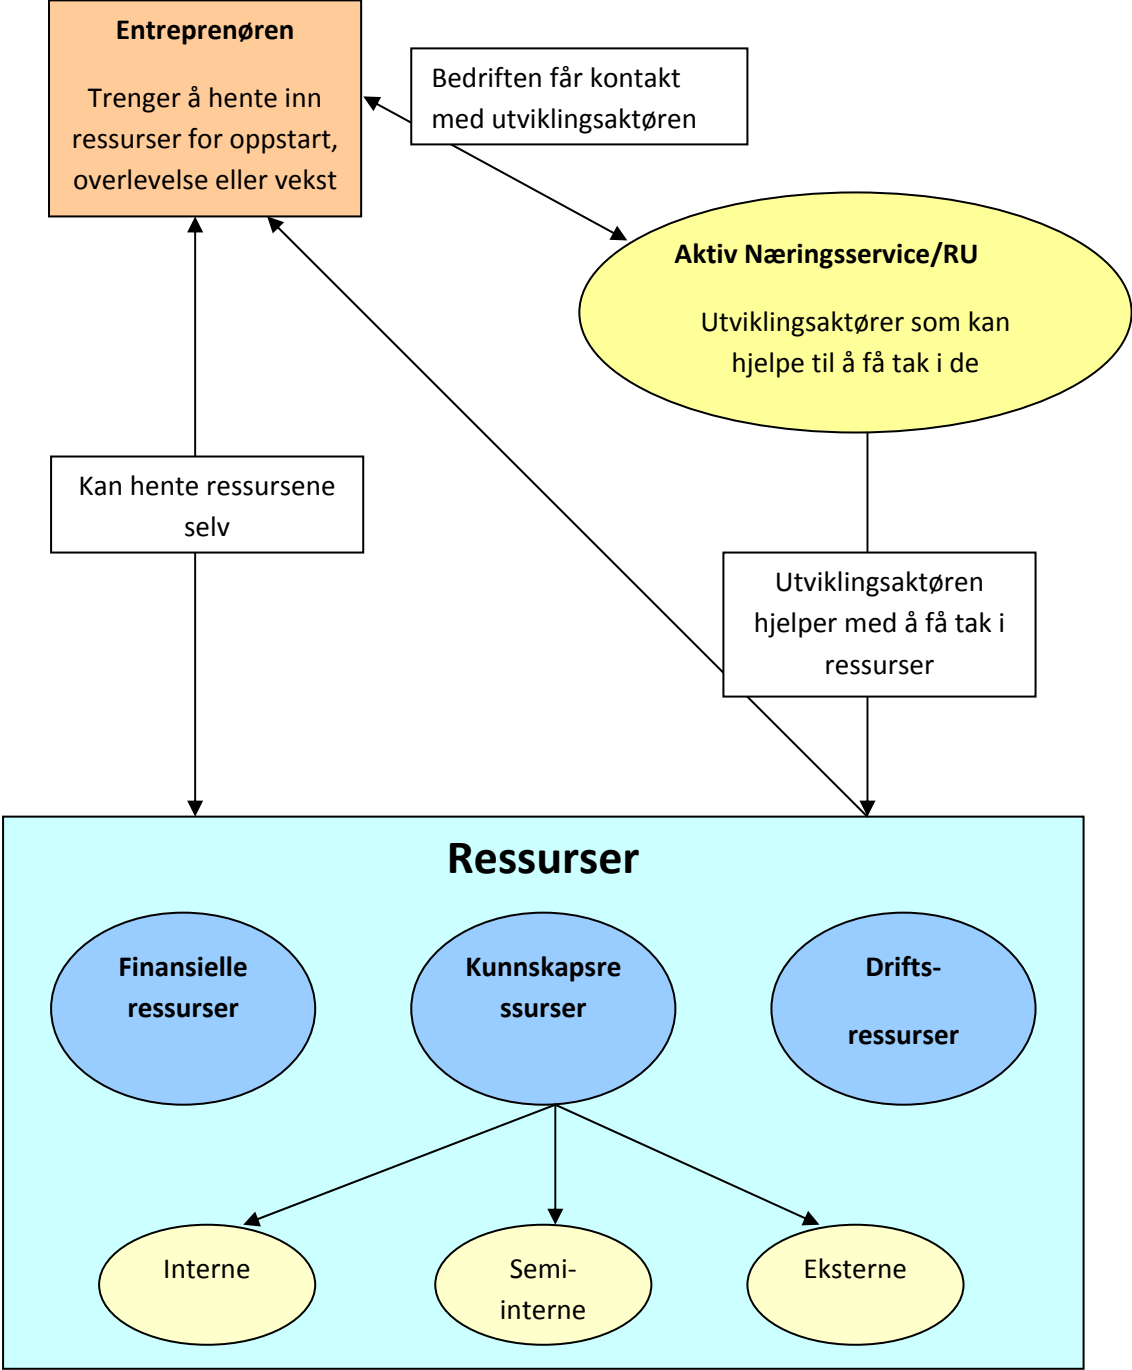 Entreprenøren
Trenger å hente inn
ressurser for oppstart,
overlevelse eller vekst
Bedriften får kontakt
med utviklingsaktøren
Aktiv Næringsservice/RU
Utviklingsaktører som kan
hjelpe til å få tak i de
Kan hente ressursene
selv
Utviklingsaktøren
hjelper med å få tak i
ressurser
Ressurser
Finansielle
ressurser
Kunnskapsre
ssurser
Drifts-
ressurser
Interne
Semi-
interne
Eksterne